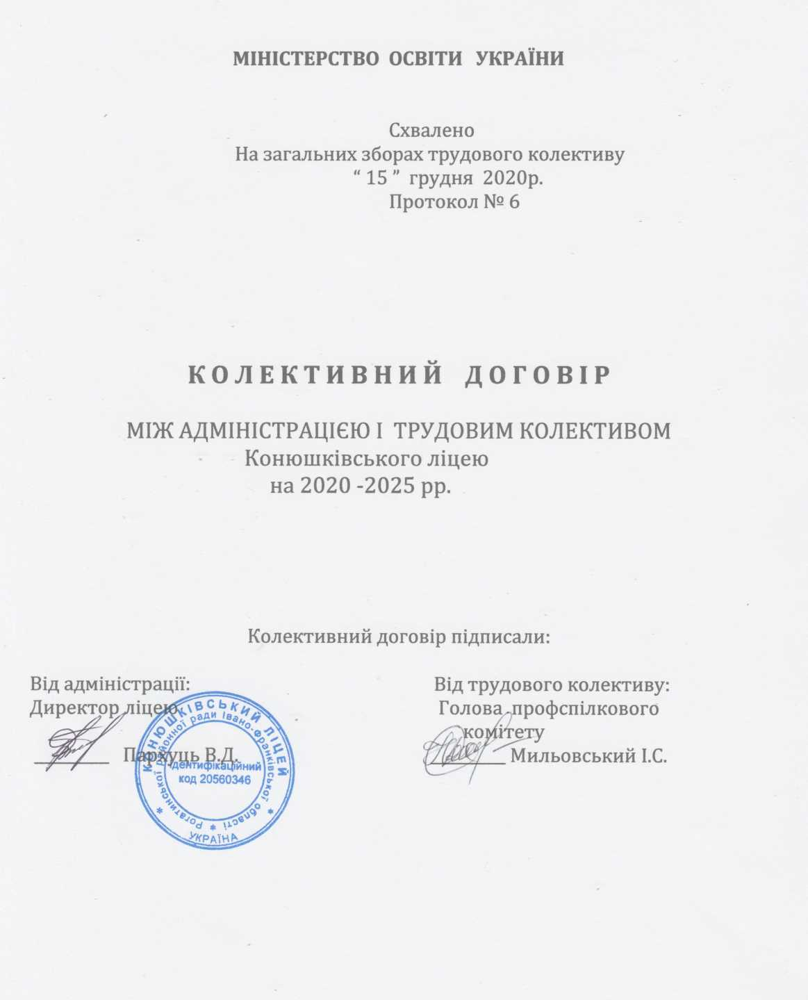 МІНІСТЕРСТВО ОСВІТИ УКРАЇНИ
Схвалено
На загальних зборах трудового колективу
“ 15 ” грудня 2020р.
Протокол № 6
КОЛЕКТИВНИЙ ДОГОВІР
МІЖ АДМІНІСТРАЦІЄЮ І ТРУДОВИМ КОЛЕКТИВОМ
Конюшківського ліцею
на 2020 -2025 рр.
Колективний договір підписали:
Від адміністрації:
Директор ліцею
Пархуць В.Д.
Від трудового колективу:
Голова профспілкового
комітету
Мильовський І.С.
КОНЮШКІВСЬКИЙ ЛІЦЕЙ
Рогатинської районної ради Івано-Франківської області
ідентифікаційний
код 20560346
УКРАЇНА